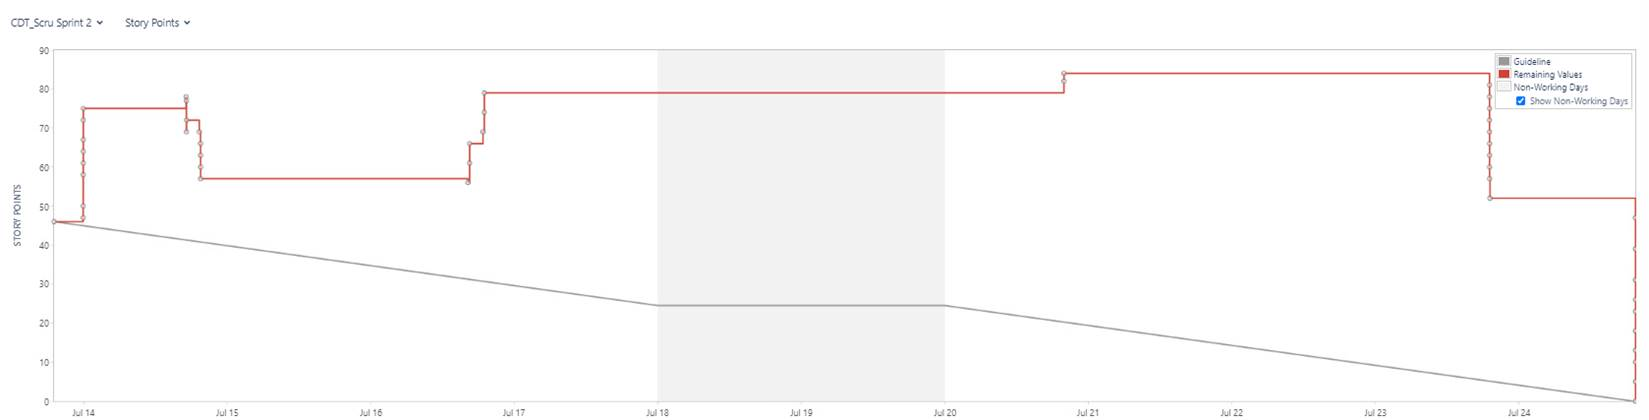 CDT_Scru Sprint 2 Story Points
90
80
70
60
50
40
30
20
10
0
STORY POINTS
Guideline
Remaining Values
Non-Working Days
Show Non-Working Days
Jul 14 Jul 15 Jul 16 Jul 17 Jul 18 Jul 19 Jul 20 Jul 21 Jul 22 Jul 23 Jul 24